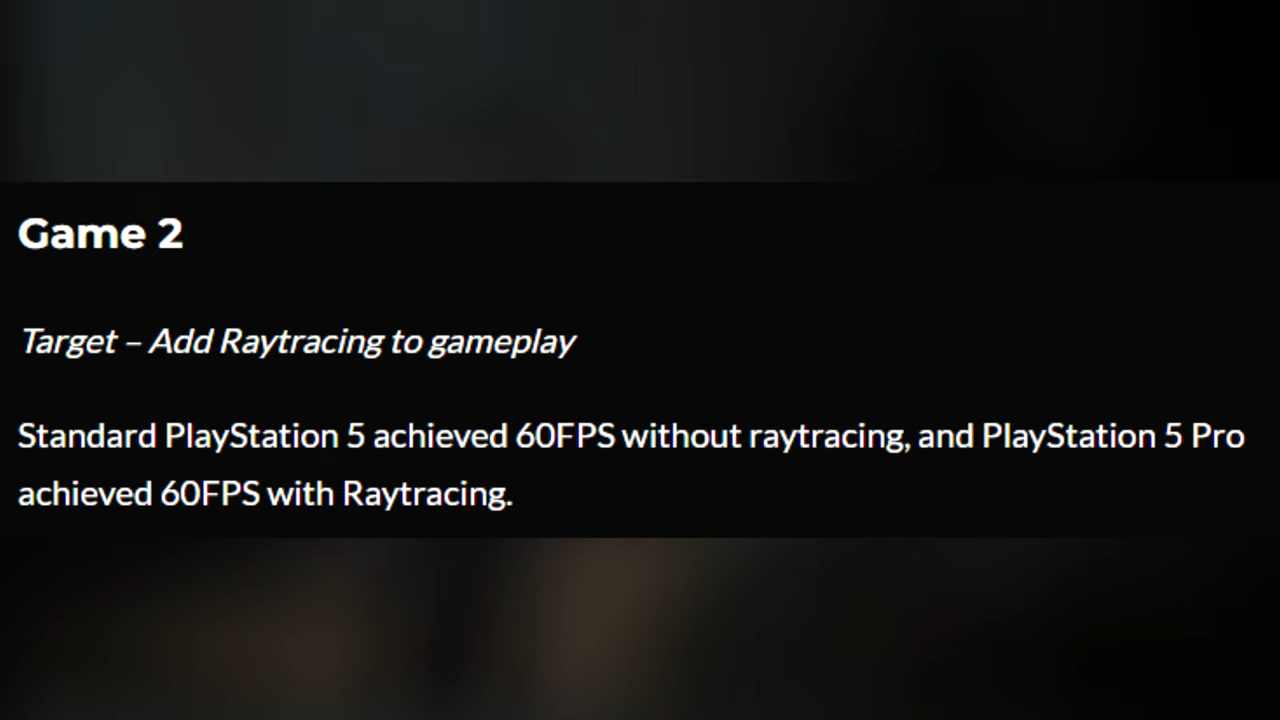 Game 2
Target – Add Raytracing to gameplay
Standard PlayStation 5 achieved 60FPS without raytracing, and PlayStation 5 Pro
achieved 60FPS with Raytracing.